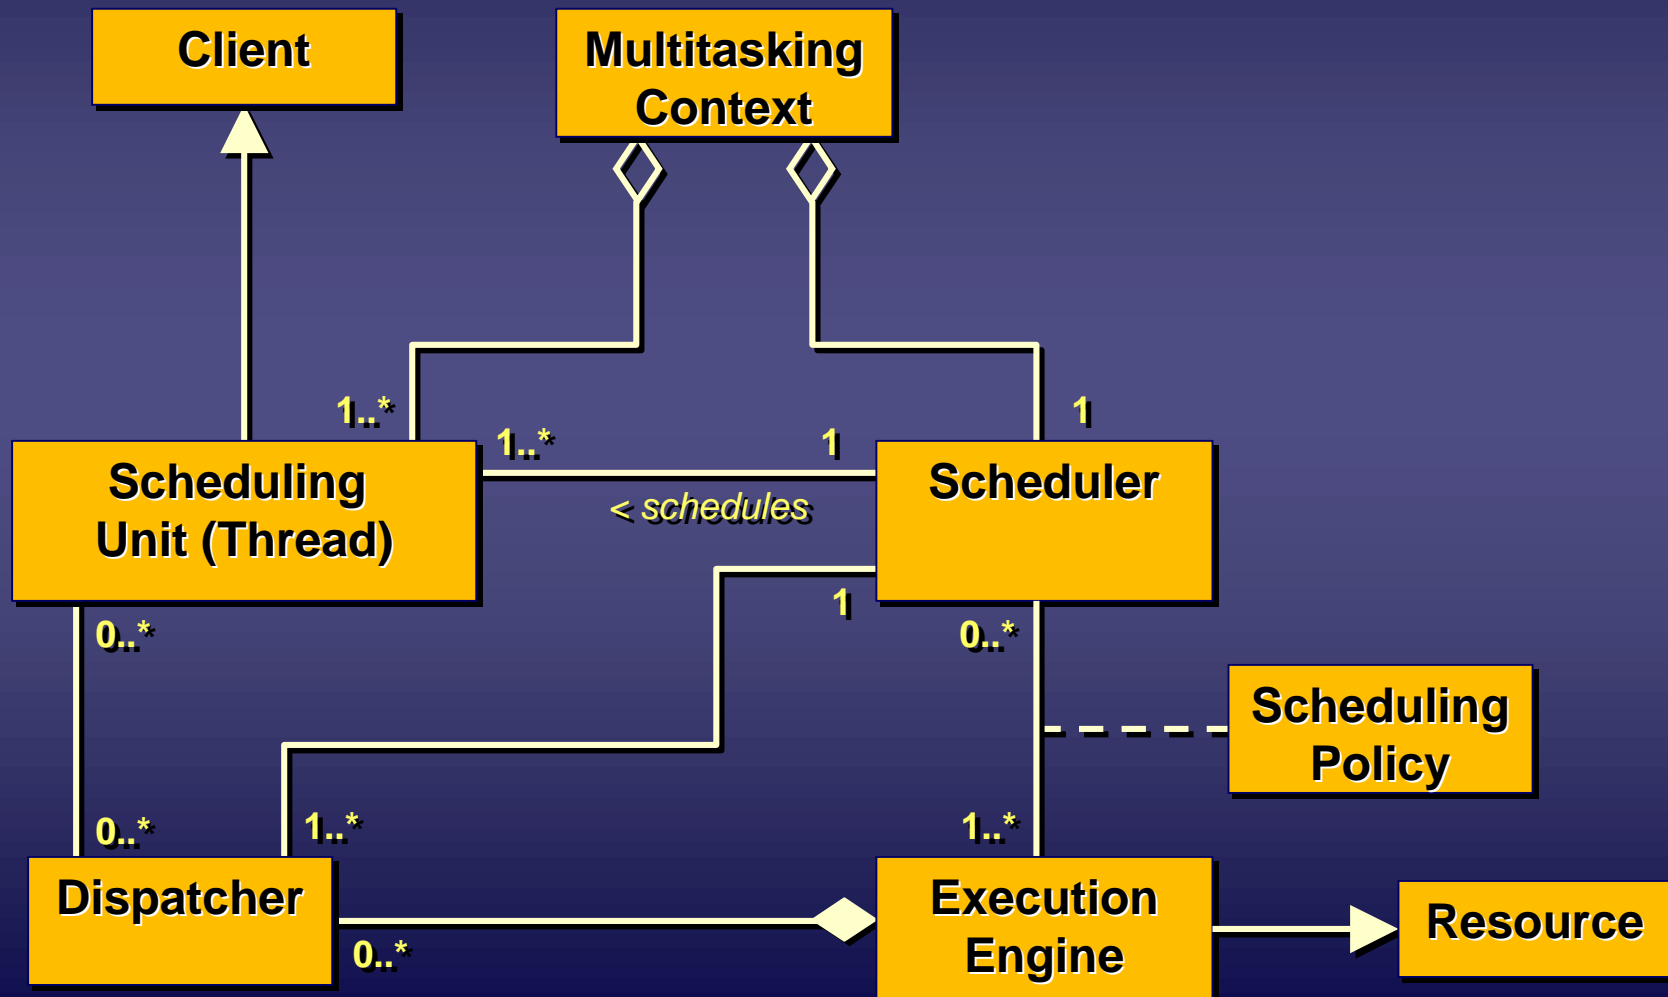 Client
Multitasking
Context
1..*
1..*
1
1
Scheduling
Unit (Thread)
< schedules
Scheduler
1
0..*
0..*
Scheduling
Policy
0..*
1..*
1..*
Dispatcher
0..*
Execution
Engine
Resource